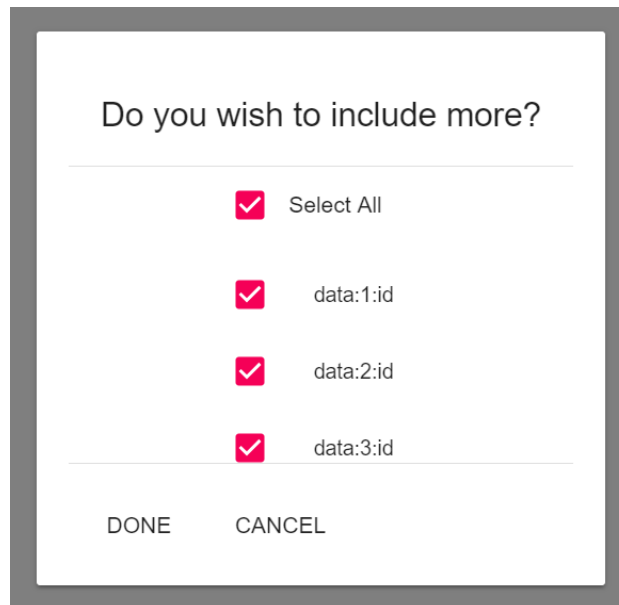 Do you wish to include more?
Select All
data:1:id
data:2:id
data:3:id
DONE CANCEL